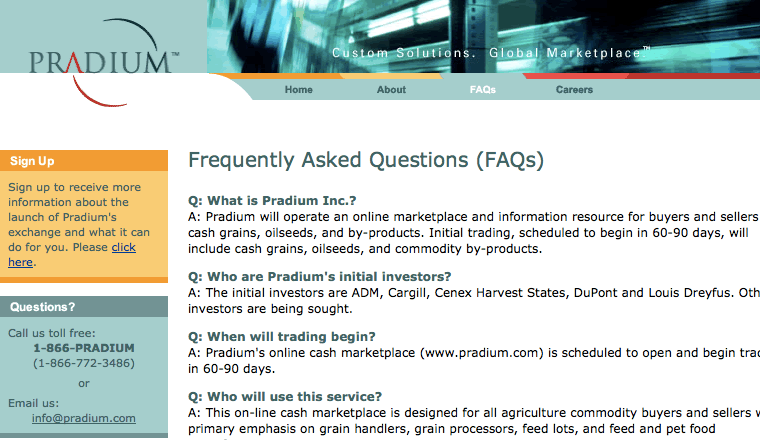 PRADIUM™
Custom Solutions. Global Marketplace.™
Home About FAQs Careers
Sign Up
Sign up to receive more
information about the
launch of Pradium's
exchange and what it can
do for you. Please click
here.
Questions?
Call us toll free:
1-866-PRADIUM
(1-866-772-3486)
or
Email us:
info@pradium.com
Frequently Asked Questions (FAQs)
Q: What is Pradium Inc.?
A: Pradium will operate an online marketplace and information resource for buyers and sellers
cash grains, oilseeds, and by-products. Initial trading, scheduled to begin in 60-90 days, will
include cash grains, oilseeds, and commodity by-products.
Q: Who are Pradium's initial investors?
A: The initial investors are ADM, Cargill, Cenex Harvest States, DuPont and Louis Dreyfus. Oth
investors are being sought.
Q: When will trading begin?
A: Pradium's online cash marketplace (www.pradium.com) is scheduled to open and begin trad
in 60-90 days.
Q: Who will use this service?
A: This on-line cash marketplace is designed for all agriculture commodity buyers and sellers w
primary emphasis on grain handlers, grain processors, feed lots, and feed and pet food